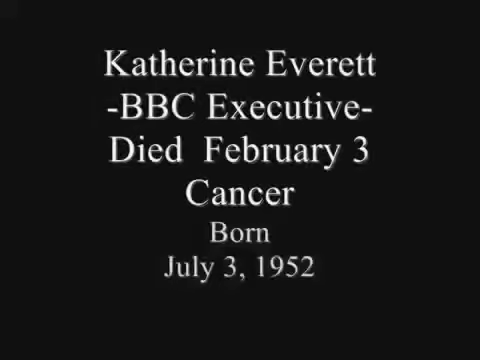 Katherine Everett
-BBC Executive-
Died February 3
Cancer
Born
July 3, 1952